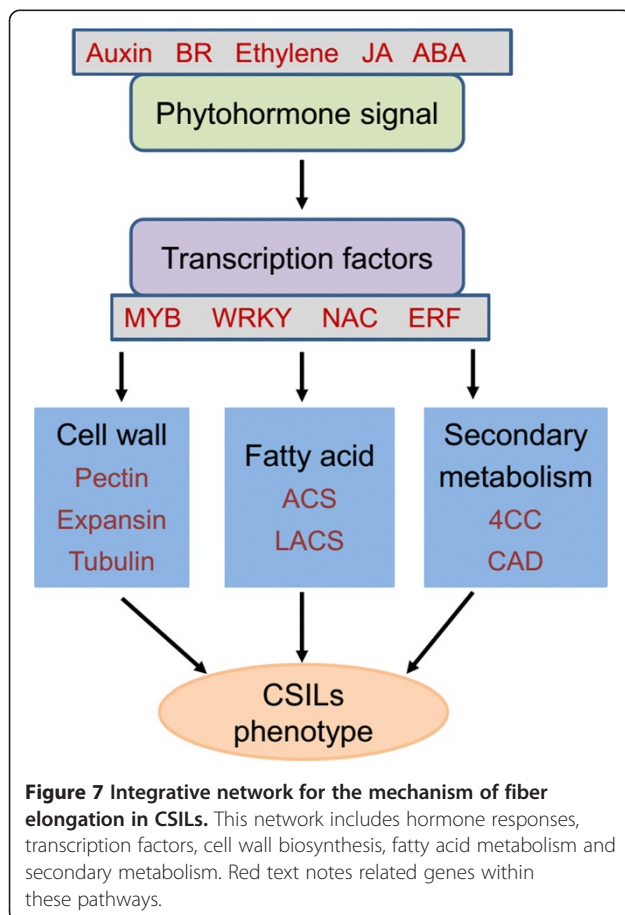 Auxin BR Ethylene JA ABA
Phytohormone signal
Transcription factors
MYB WRKY NAC ERF
Cell wall
Pectin
Expansin
Tubulin
Fatty acid
ACS
LACS
Secondary
metabolism
4CC
CAD
CSILs
phenotype
Figure 7 Integrative network for the mechanism of fiber
elongation in CSILs. This network includes hormone responses,
transcription factors, cell wall biosynthesis, fatty acid metabolism and
secondary metabolism. Red text notes related genes within
these pathways.